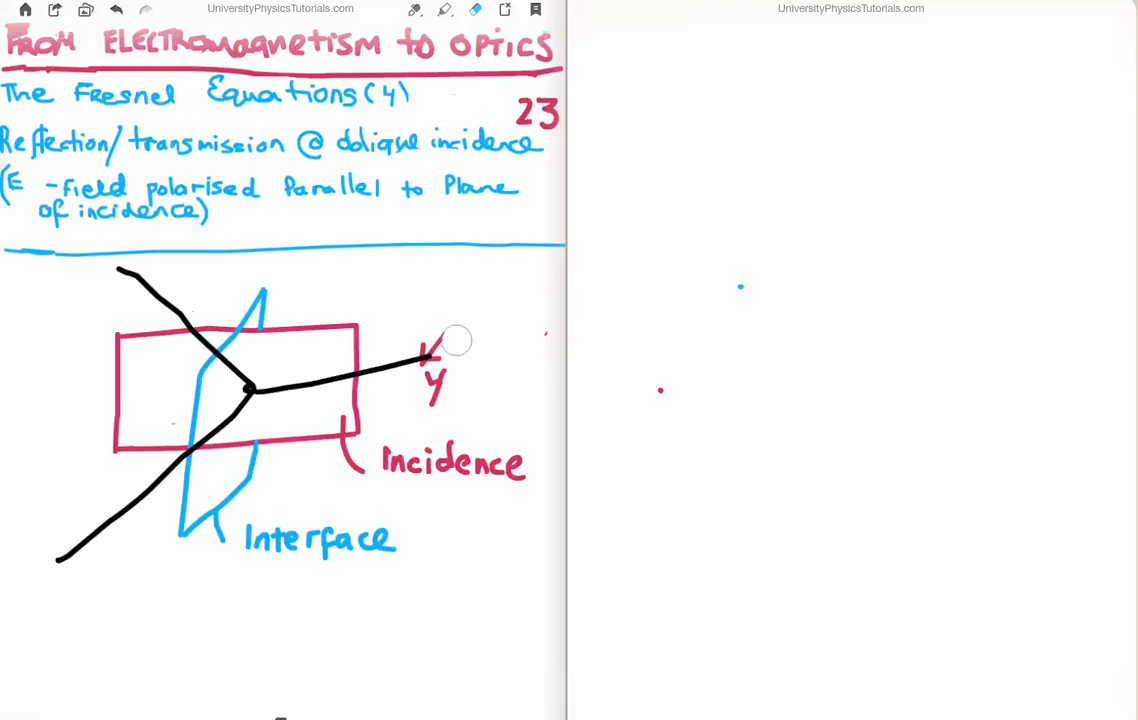 UniversityPhysicsTutorials.com
UniversityPhysicsTutorials.com
FROM ELECTROMAGNETISM to OPTICS
The Fresnel Equations (4)
23
Reflection/transmission @ oblique incidence
(E -field polarised Parallel to Plane
of incidence)
y
Incidence
Interface